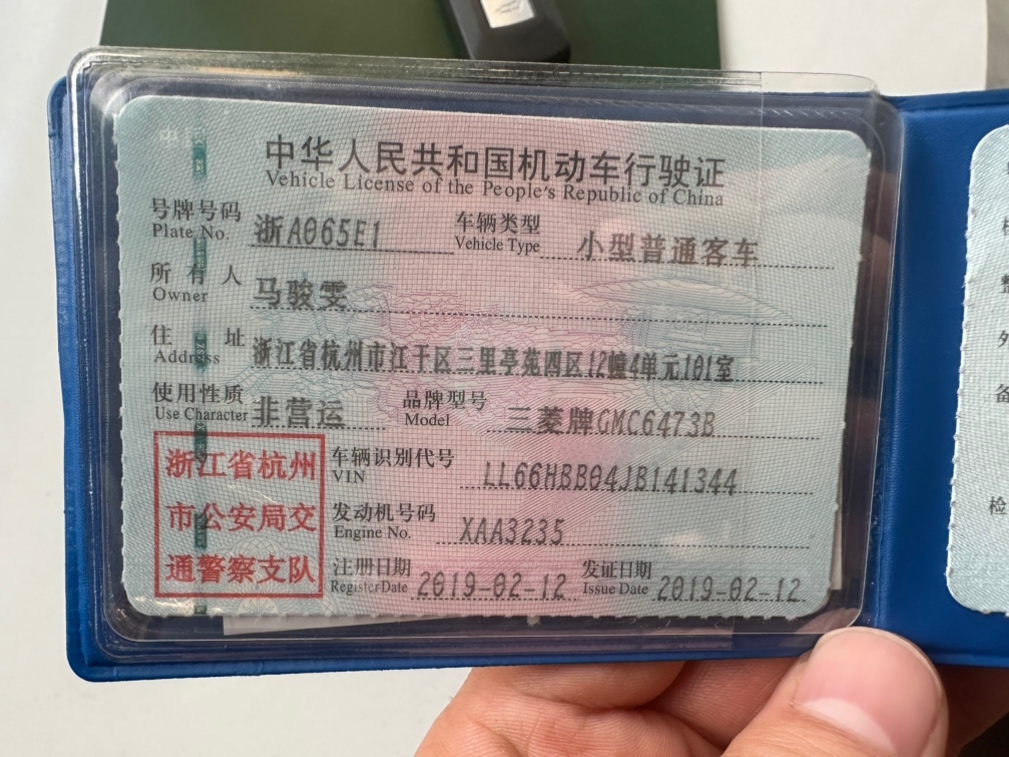 中华人民共和国机动车行驶证
Vehicle License of the People's Republic of China
号牌号码 浙A065E1 车辆类型 小型普通客车
Plate No. Vehicle Type
所有人 马骏雯
Owner
住址 浙江省杭州市江干区三里亭苑四区12幢4单元101室
Address
使用性质 非营运 品牌型号 三菱牌GMC6473B
Use Character Model
浙江省杭州
市公安局交
通警察支队
车辆识别代号 LL66HBB04JB141344
VIN
发动机号码 XAA3235
Engine No.
注册日期 2019-02-12 发证日期 2019-02-12
Register Date Issue Date
检